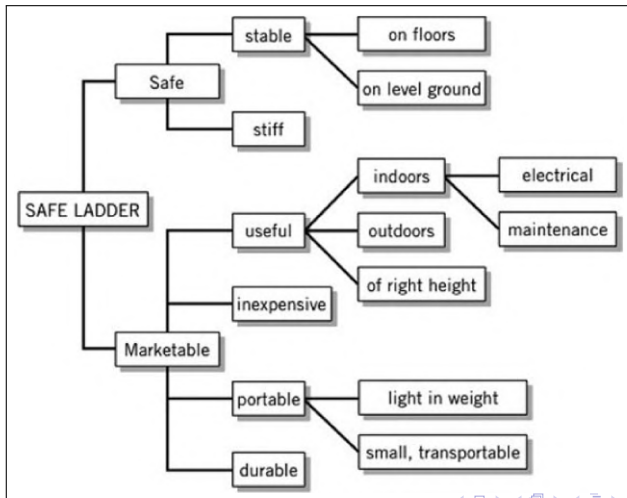 stable
on floors
Safe
on level ground
stiff
indoors
electrical
SAFE LADDER
useful
outdoors
maintenance
of right height
inexpensive
Marketable
portable
light in weight
small, transportable
durable